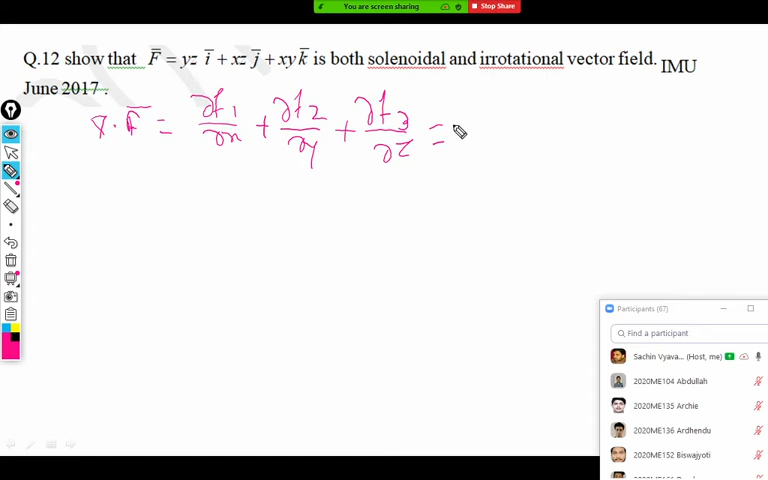 You are screen sharing
Stop Share
Q.12 show that F̅ = yz i̅ + xz j̅ + xy k̅ is both solenoidal and irrotational vector field. IMU
June 2017 .
∇ · F̅ = ∂f1/∂x + ∂f2/∂y + ∂f3/∂z =
Participants (67)
Find a participant
Sachin Vyava... (Host, me)
2020ME104 Abdullah
2020ME135 Archie
2020ME136 Ardhendu
2020ME152 Biswajyoti